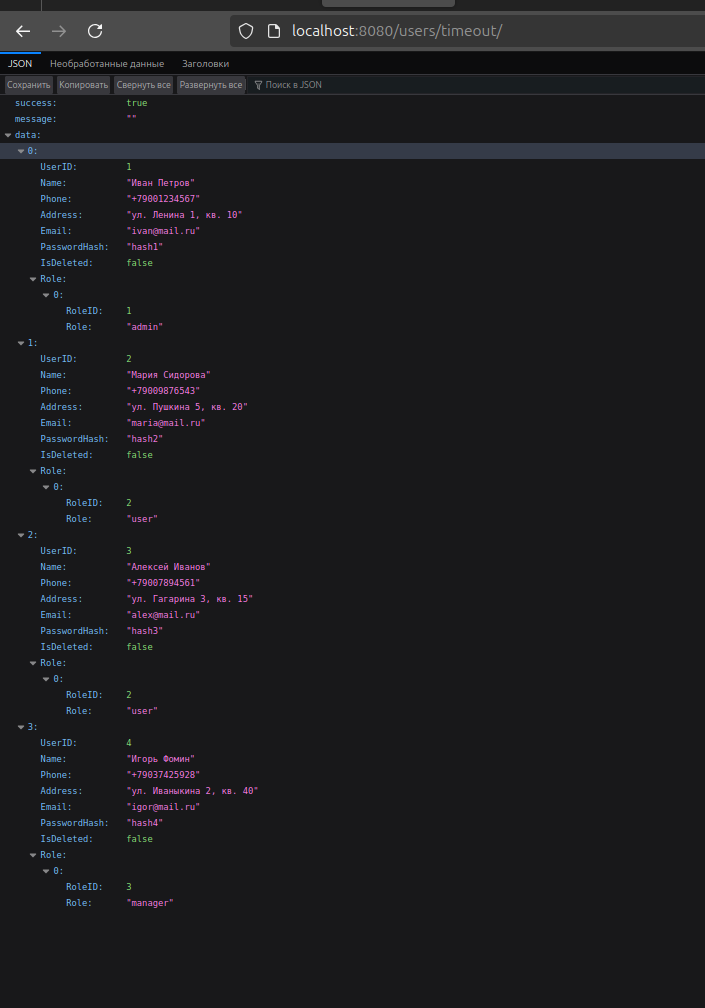 localhost:8080/users/timeout/
JSON Необработанные данные Заголовки
Сохранить Копировать Свернуть все Развернуть все Поиск в JSON
success: true
message: ""
data:
0:
UserID: 1
Name: "Иван Петров"
Phone: "+79001234567"
Address: "ул. Ленина 1, кв. 10"
Email: "ivan@mail.ru"
PasswordHash: "hash1"
IsDeleted: false
Role:
0:
RoleID: 1
Role: "admin"
1:
UserID: 2
Name: "Мария Сидорова"
Phone: "+79009876543"
Address: "ул. Пушкина 5, кв. 20"
Email: "maria@mail.ru"
PasswordHash: "hash2"
IsDeleted: false
Role:
0:
RoleID: 2
Role: "user"
2:
UserID: 3
Name: "Алексей Иванов"
Phone: "+79007894561"
Address: "ул. Гагарина 3, кв. 15"
Email: "alex@mail.ru"
PasswordHash: "hash3"
IsDeleted: false
Role:
0:
RoleID: 2
Role: "user"
3:
UserID: 4
Name: "Игорь Фомин"
Phone: "+79037425928"
Address: "ул. Иваныкина 2, кв. 40"
Email: "igor@mail.ru"
PasswordHash: "hash4"
IsDeleted: false
Role:
0:
RoleID: 3
Role: "manager"